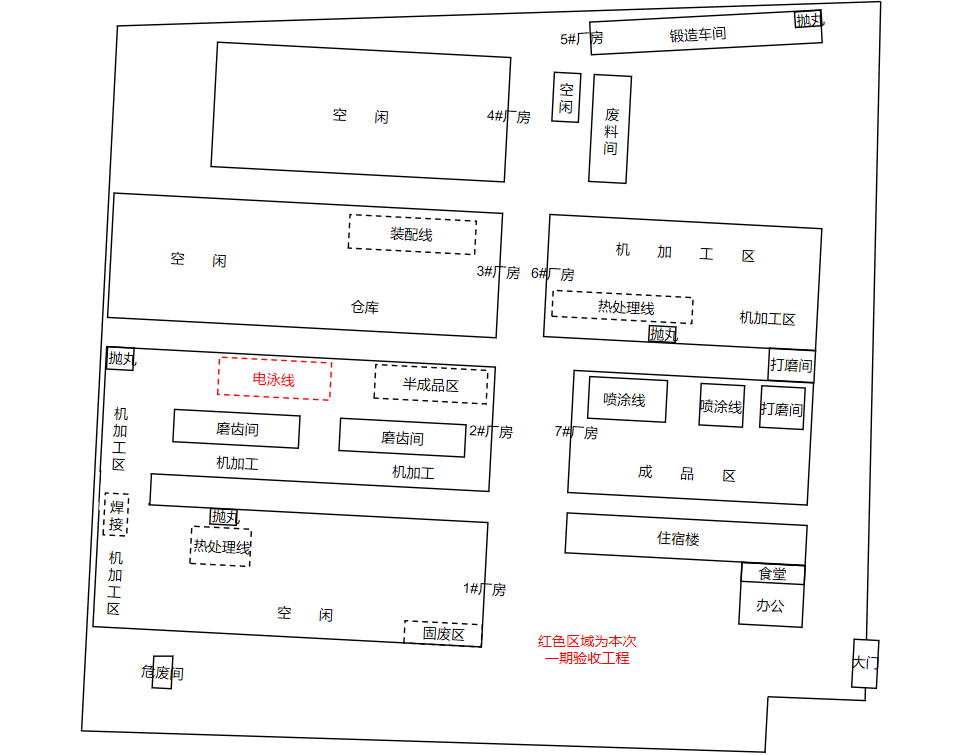 抛丸
5#厂房
锻造车间
空闲
4#厂房
空闲
废料间
装配线
空闲
3#厂房
仓库
机加工区
6#厂房
热处理线
机加工区
抛丸
打磨间
抛丸
电泳线
半成品区
机加工区
磨齿间
磨齿间
2#厂房
机加工
机加工
喷涂线
喷涂线
打磨间
7#厂房
成品区
焊接
抛丸
热处理线
机加工区
1#厂房
空闲
固废区
住宿楼
食堂
办公
红色区域为本次
一期验收工程
大门
危废间